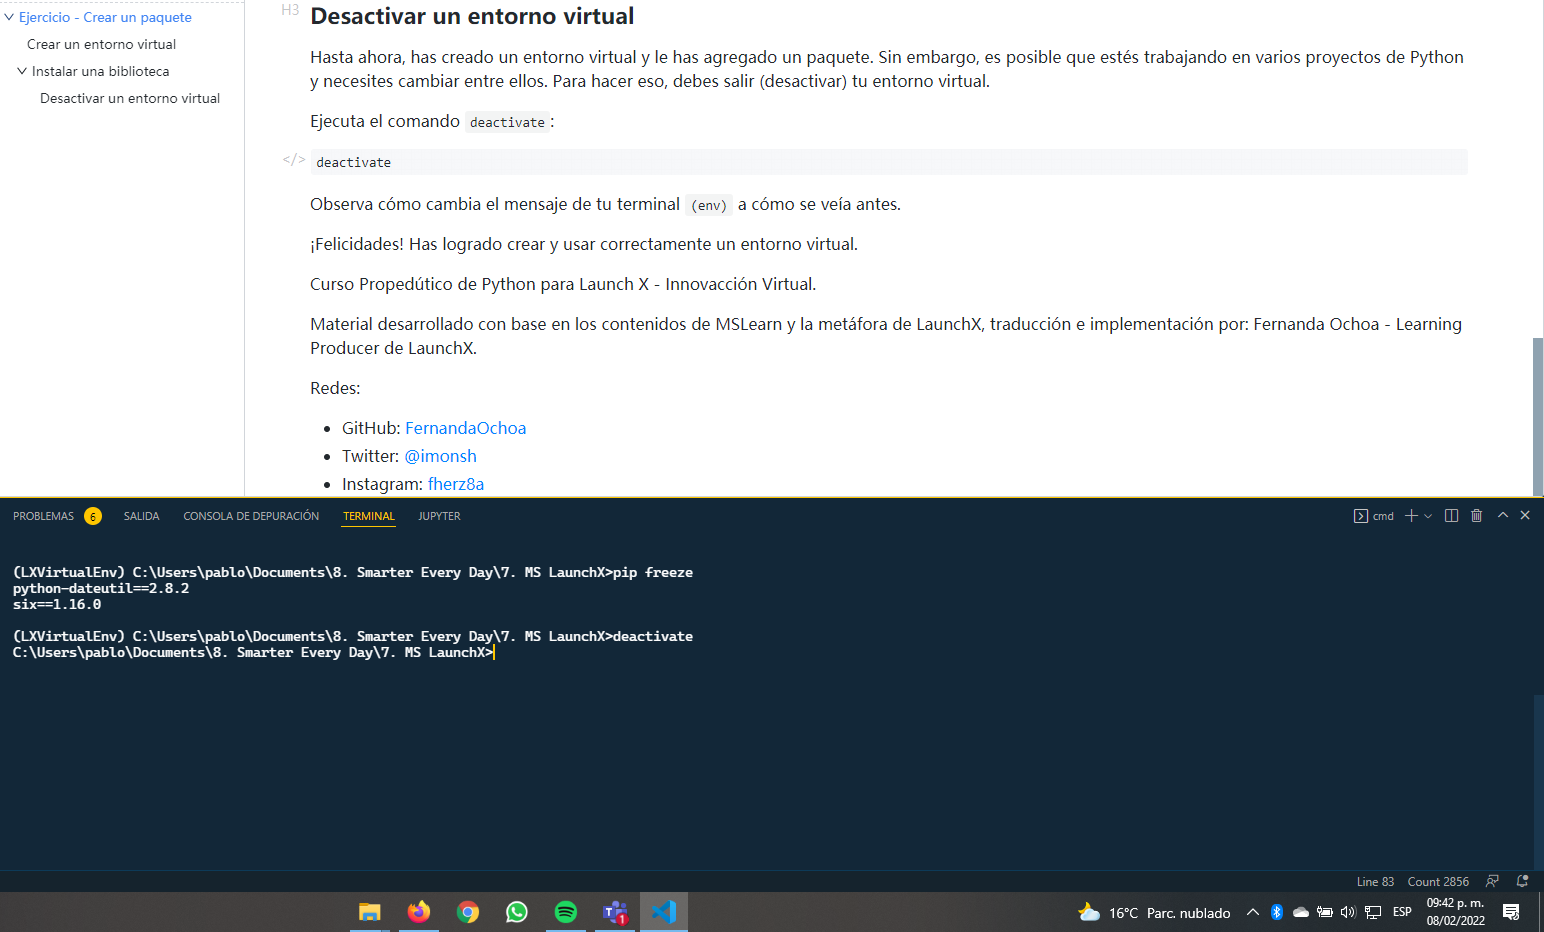 Ejercicio - Crear un paquete
Crear un entorno virtual
Instalar una biblioteca
Desactivar un entorno virtual
H3 Desactivar un entorno virtual
Hasta ahora, has creado un entorno virtual y le has agregado un paquete. Sin embargo, es posible que estés trabajando en varios proyectos de Python
y necesites cambiar entre ellos. Para hacer eso, debes salir (desactivar) tu entorno virtual.
Ejecuta el comando deactivate:
</> deactivate
Observa cómo cambia el mensaje de tu terminal (env) a cómo se veía antes.
¡Felicidades! Has logrado crear y usar correctamente un entorno virtual.
Curso Propedútico de Python para Launch X - Innovacción Virtual.
Material desarrollado con base en los contenidos de MSLearn y la metáfora de LaunchX, traducción e implementación por: Fernanda Ochoa - Learning
Producer de LaunchX.
Redes:
• GitHub: FernandaOchoa
• Twitter: @imonsh
• Instagram: fherz8a
PROBLEMAS 6 SALIDA CONSOLA DE DEPURACIÓN TERMINAL JUPYTER cmd
(LXVirtualEnv) C:\Users\pablo\Documents\8. Smarter Every Day\7. MS LaunchX>pip freeze
python-dateutil==2.8.2
six==1.16.0
(LXVirtualEnv) C:\Users\pablo\Documents\8. Smarter Every Day\7. MS LaunchX>deactivate
C:\Users\pablo\Documents\8. Smarter Every Day\7. MS LaunchX>
Line 83 Count 2856
1
16°C Parc. nublado ESP
09:42 p. m.
08/02/2022